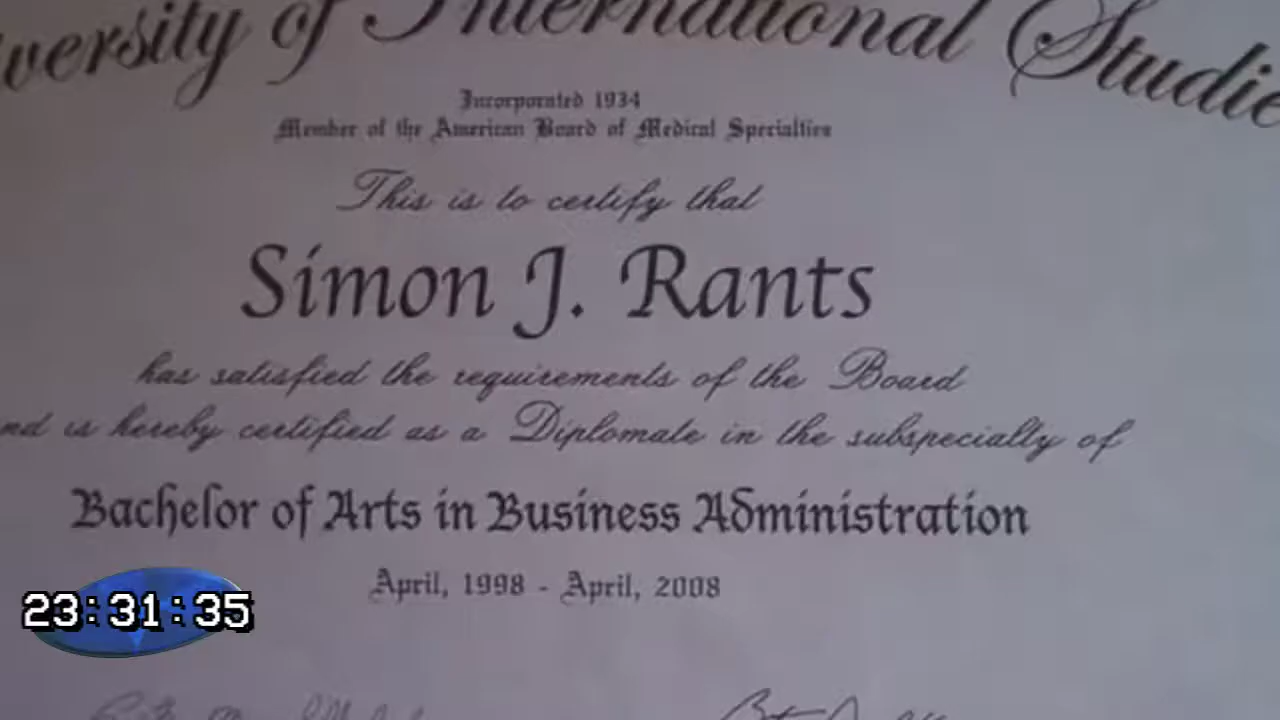 versity of International Studie
Incorporated 1934
Member of the American Board of Medical Specialties
This is to certify that
Simon J. Rants
has satisfied the requirements of the Board
nd is hereby certified as a Diplomate in the subspecialty of
Bachelor of Arts in Business Administration
April, 1998 - April, 2008
23:31:35